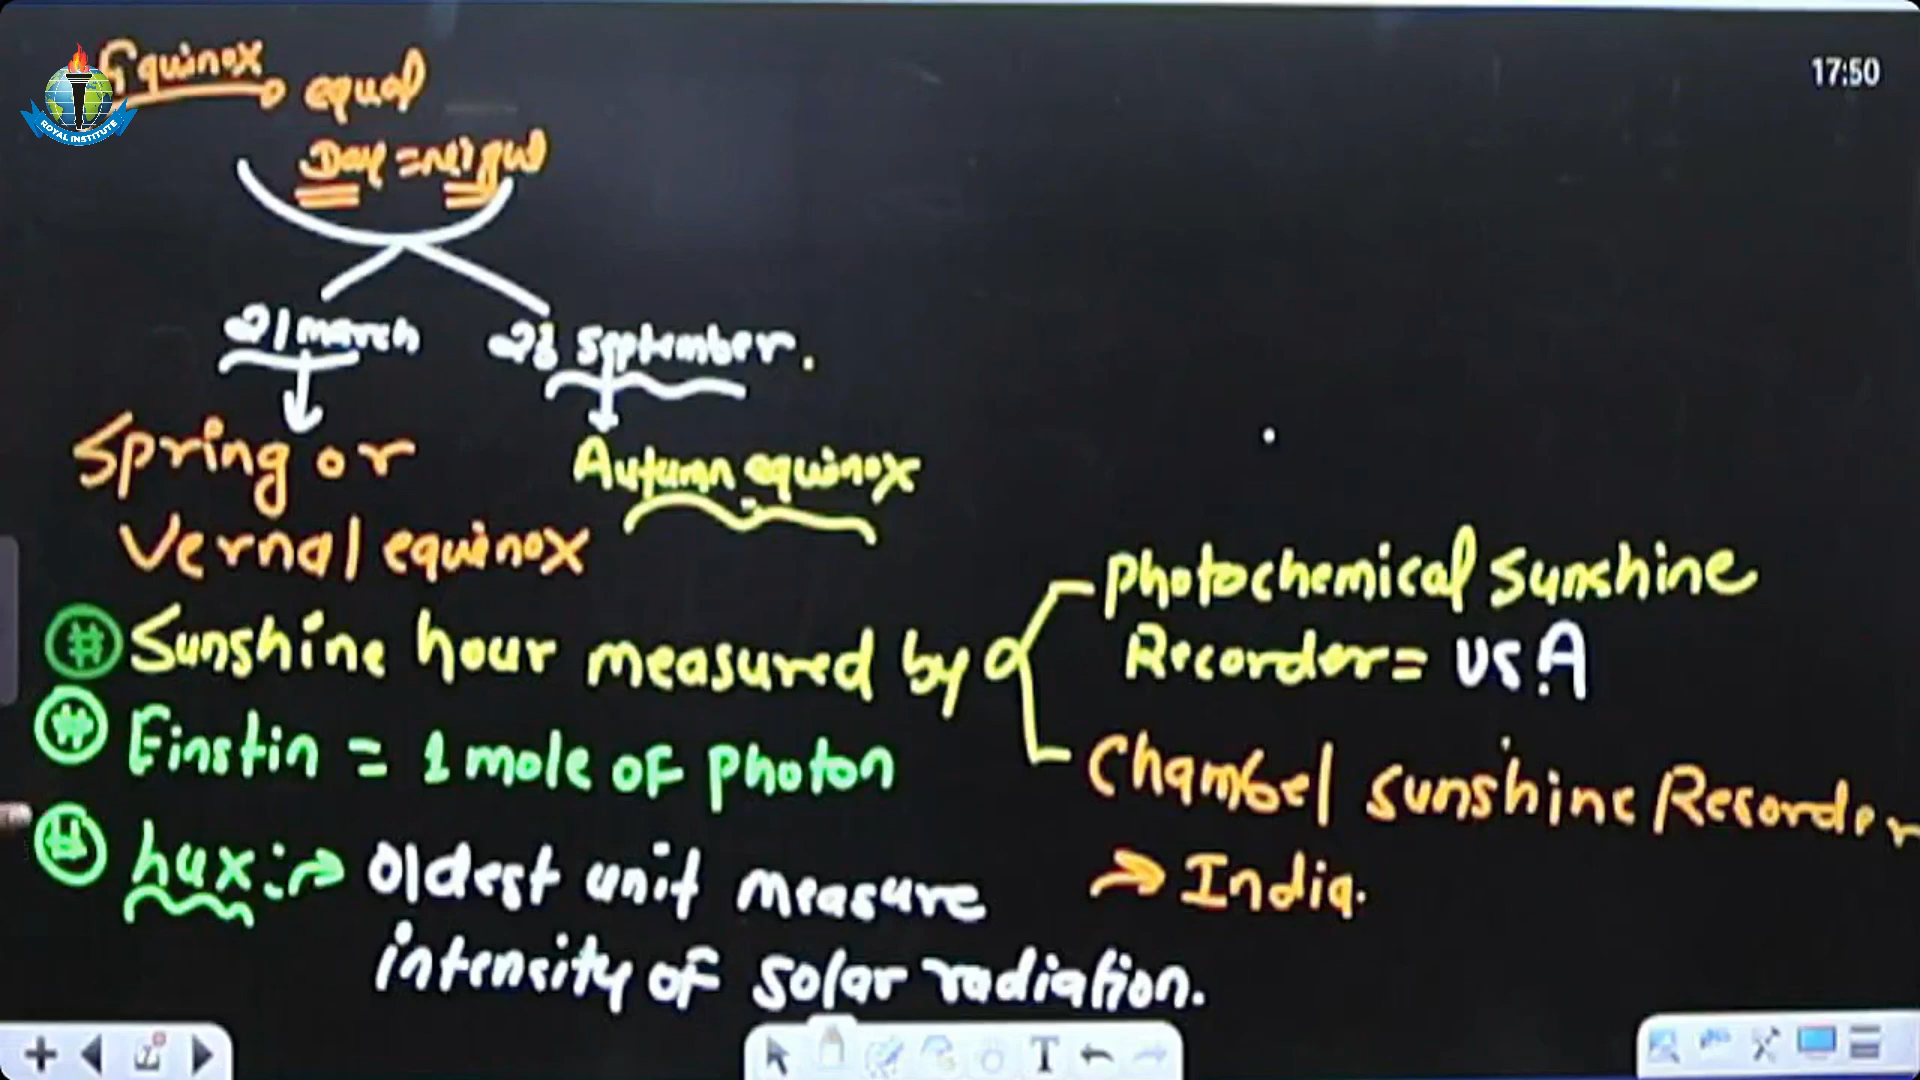 Equinox equal
17:50
ROYAL INSTITUTE
Day =
21 march
23 September.
Spring or
Vernal equinox
Autumn equinox
# Sunshine hour measured by
Photochemical Sunshine
Recorder = USA
# Einstin = 1 mole of photon
Chambel Sunshine Recorder
→ India.
# hux :→ Oldest unit measure
intensity of solar radiation.
T